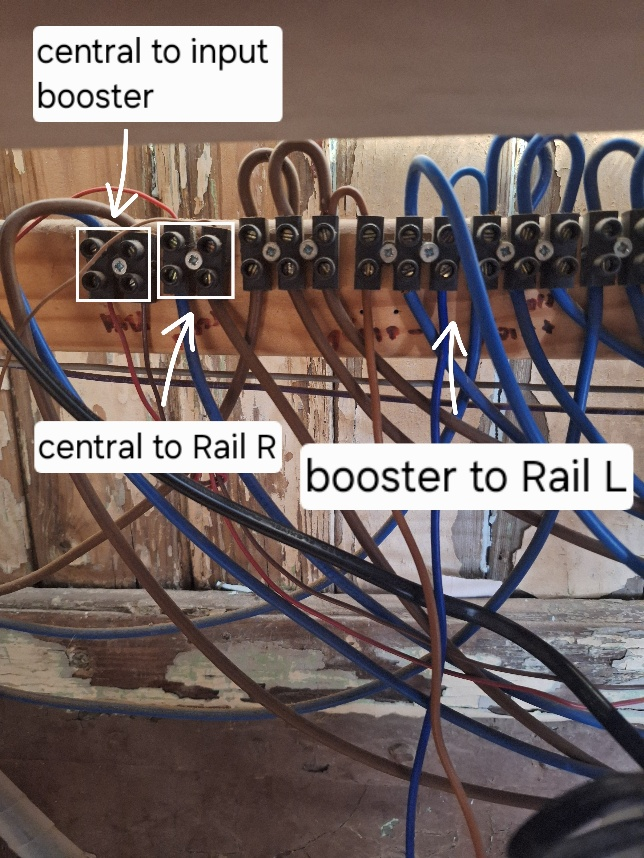 central to input
booster
central to Rail R
booster to Rail L